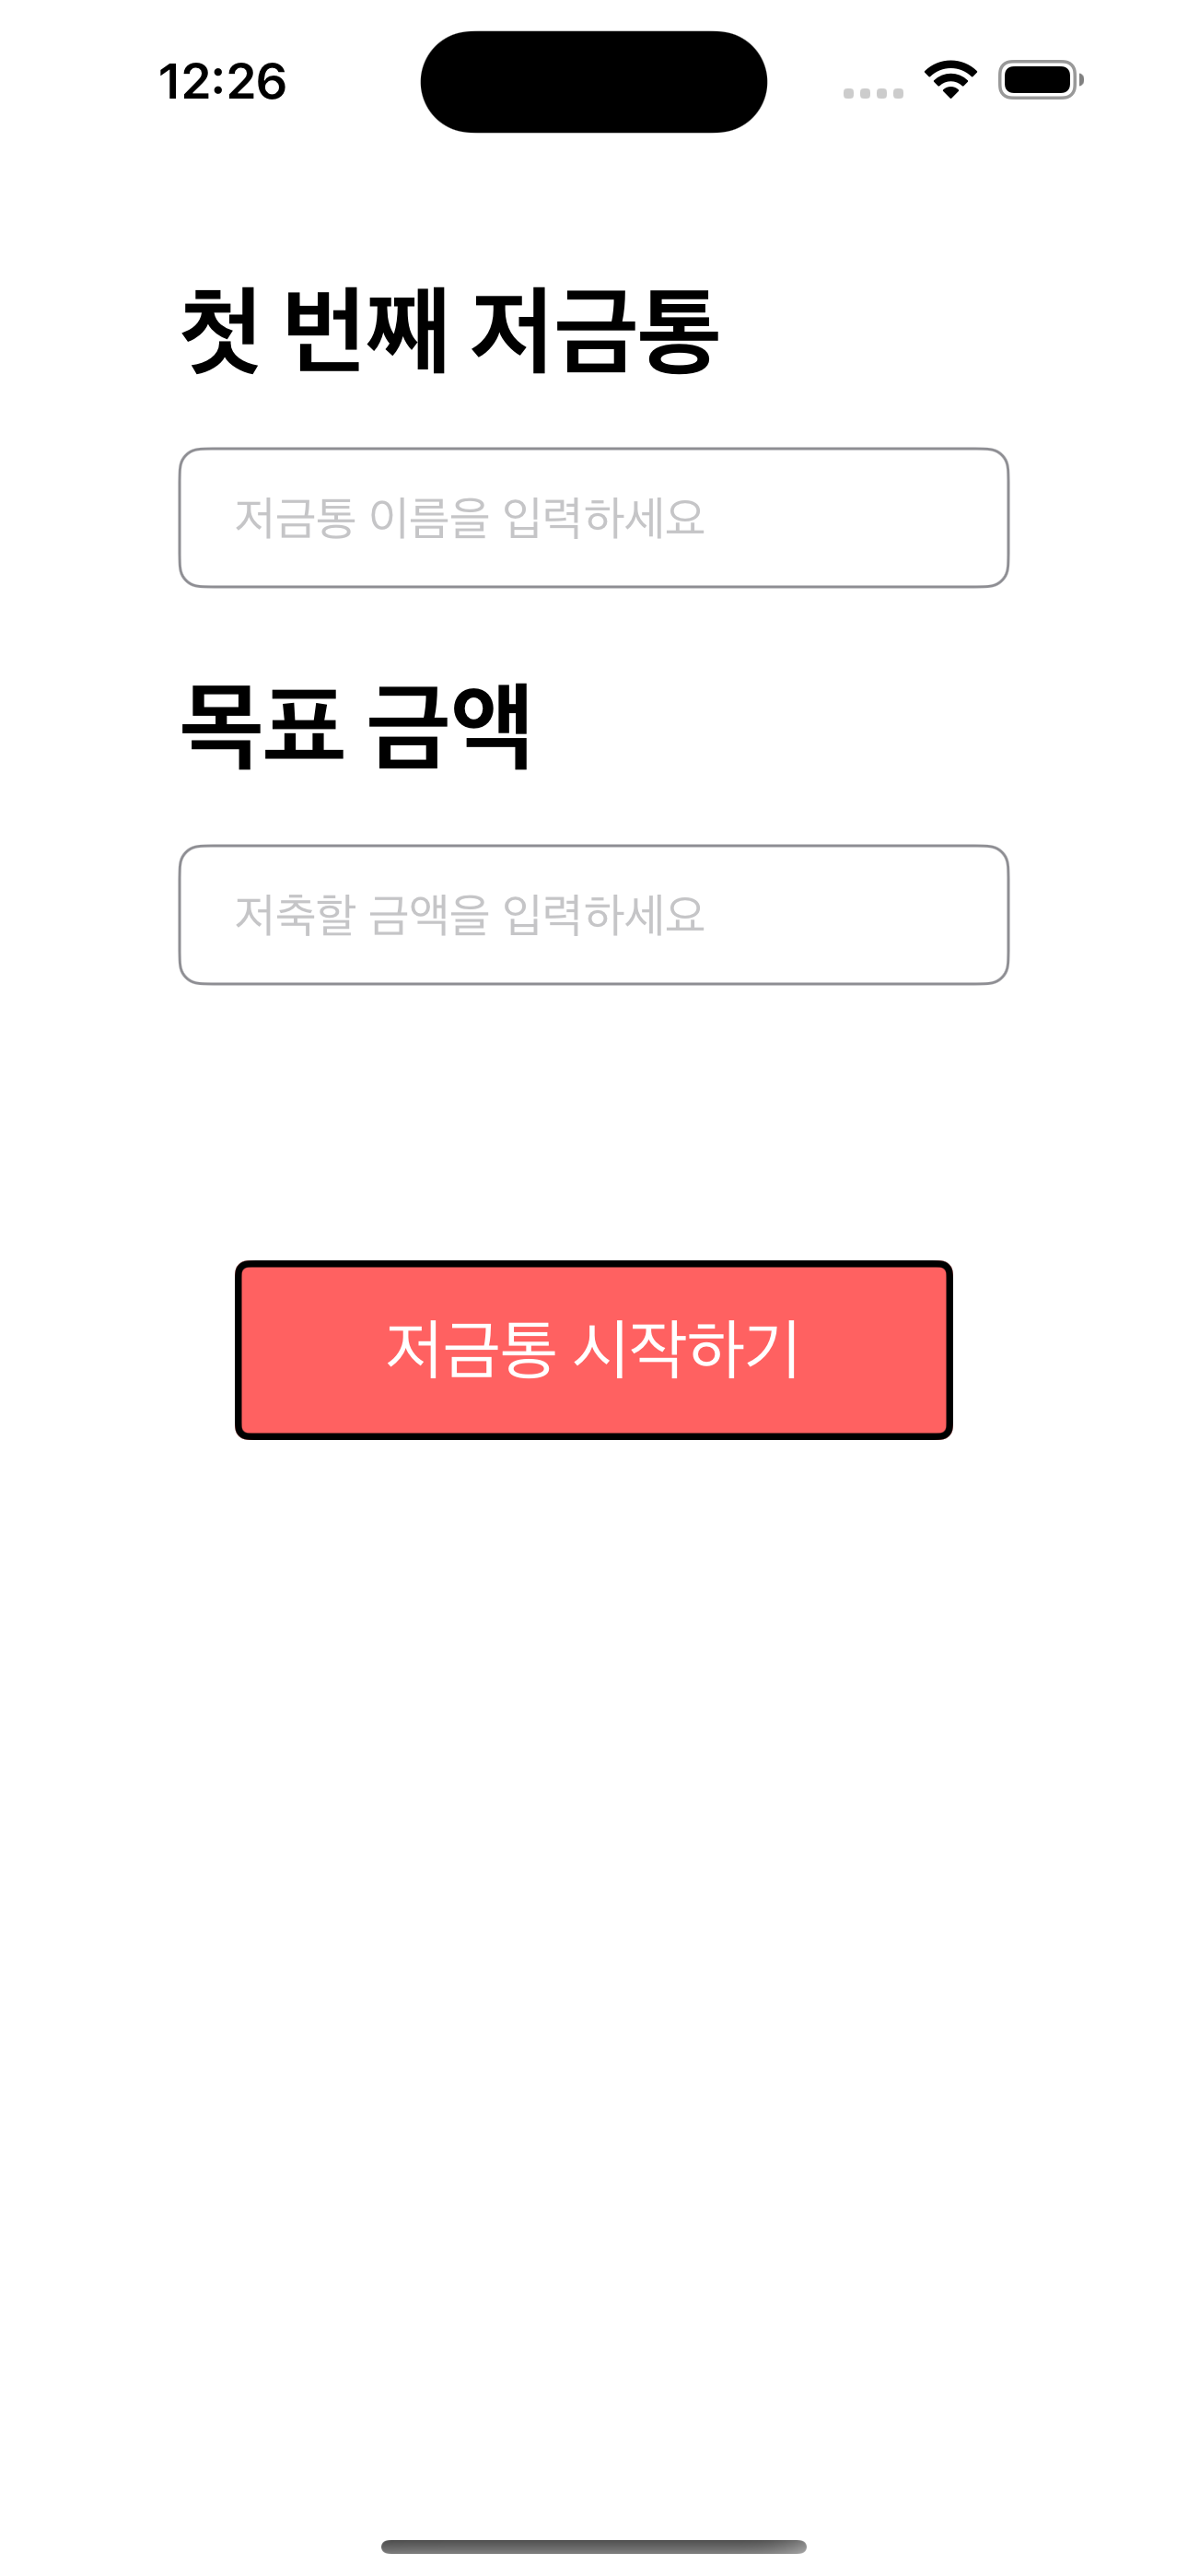 12:26
첫 번째 저금통
저금통 이름을 입력하세요
목표 금액
저축할 금액을 입력하세요
저금통 시작하기